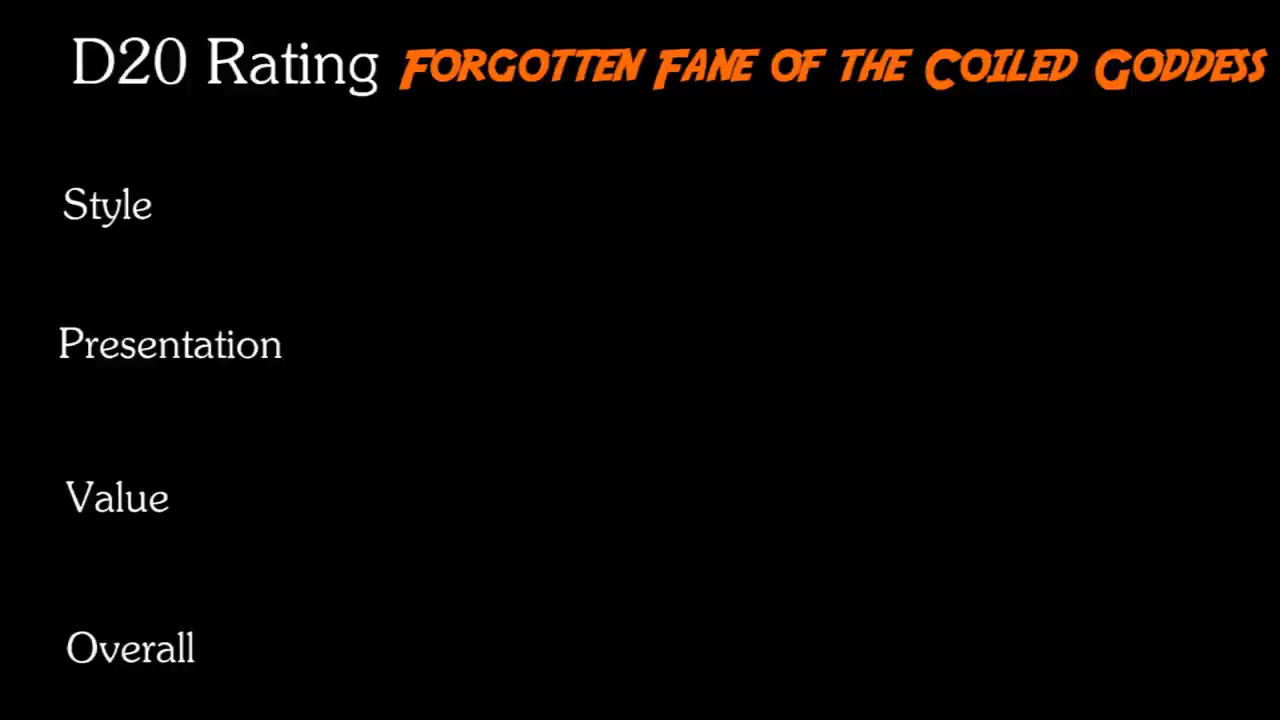 D20 Rating Forgotten Fane of the Coiled Goddess
Style
Presentation
Value
Overall